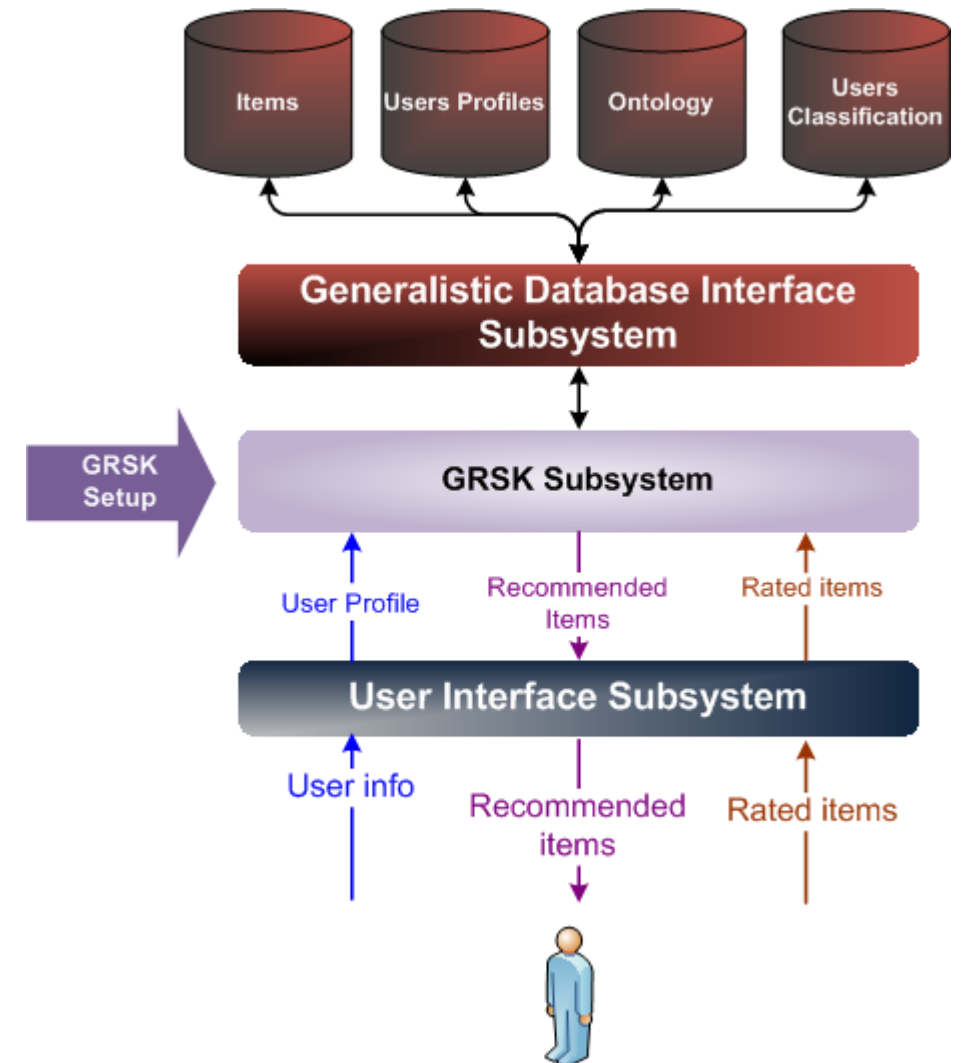 Items
Users Profiles
Ontology
Users
Classification
Generalistic Database Interface
Subsystem
GRSK
Setup
GRSK Subsystem
User Profile
Recommended
Items
Rated items
User Interface Subsystem
User info
Recommended
items
Rated items